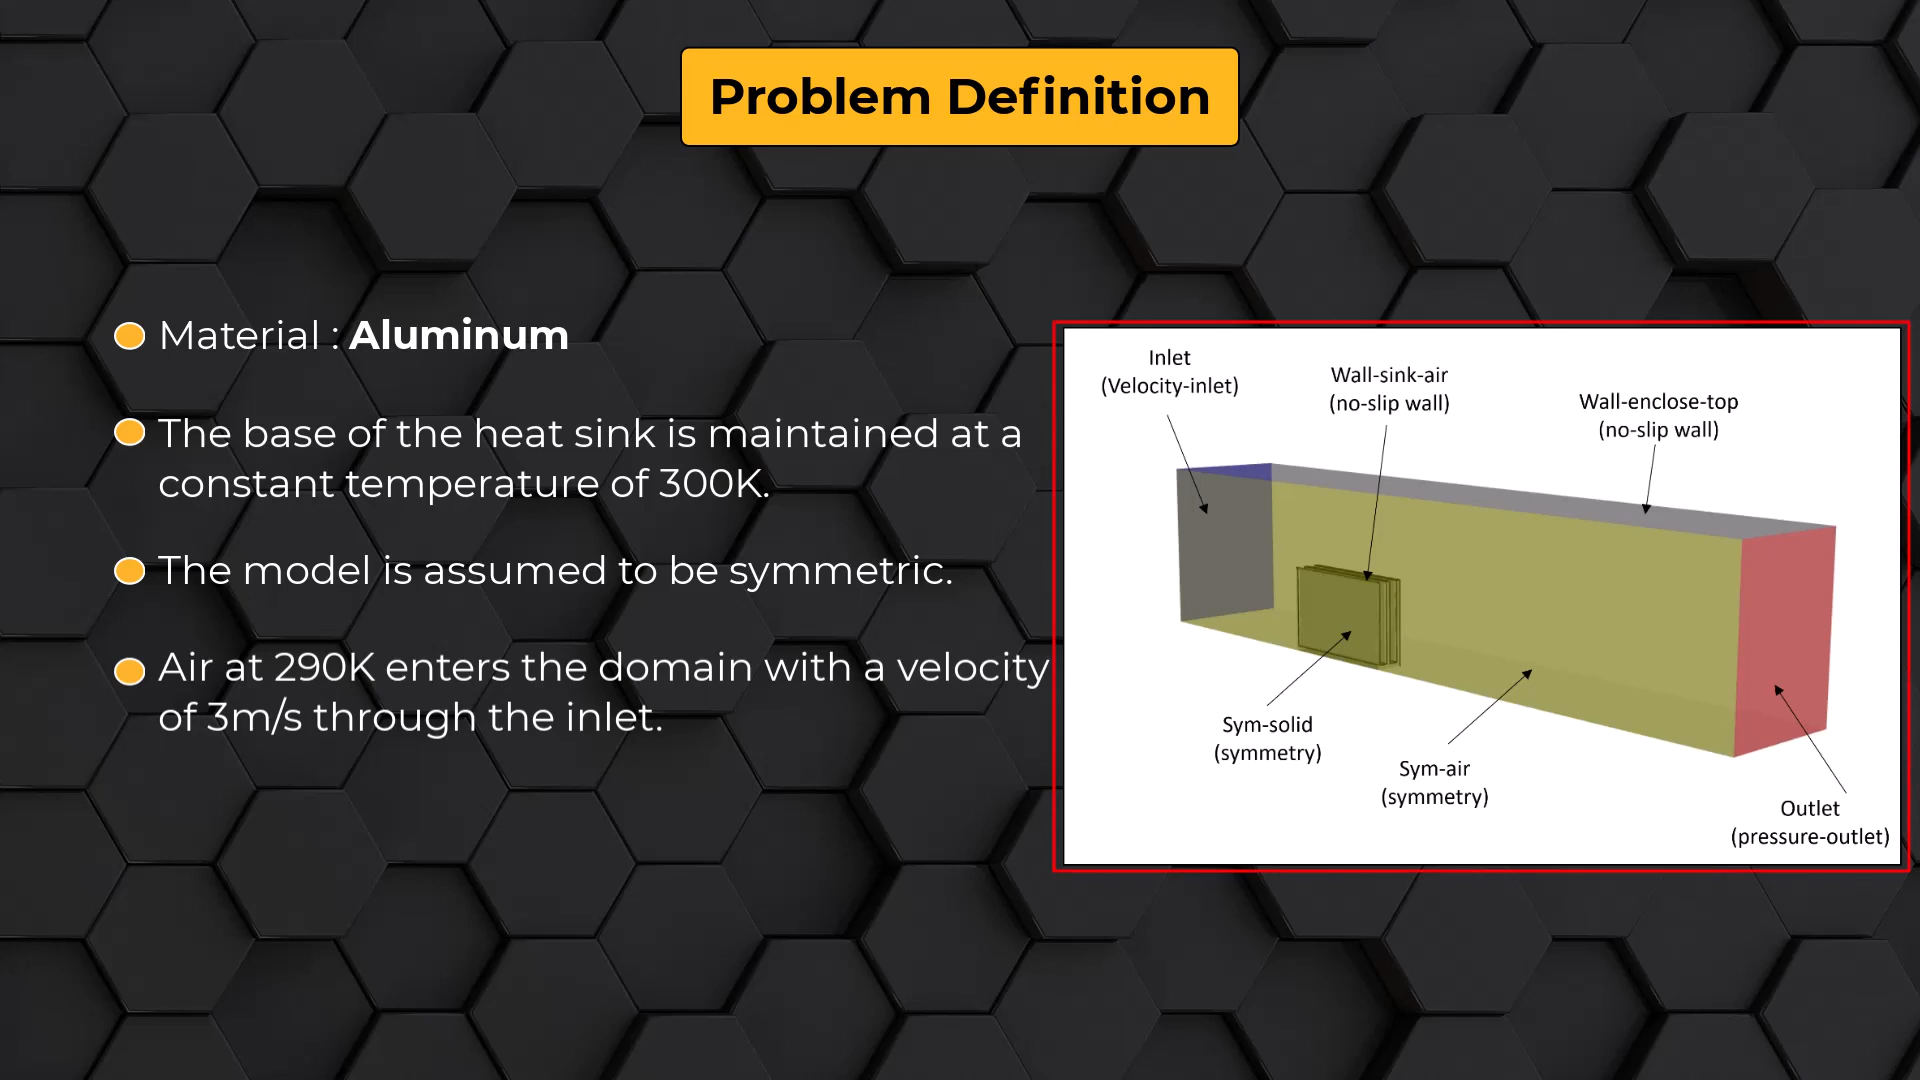 Problem Definition
Material : Aluminum
The base of the heat sink is maintained at a
constant temperature of 300K.
The model is assumed to be symmetric.
Air at 290K enters the domain with a velocity
of 3m/s through the inlet.
Inlet
(Velocity-inlet)
Wall-sink-air
(no-slip wall)
Wall-enclose-top
(no-slip wall)
Sym-solid
(symmetry)
Sym-air
(symmetry)
Outlet
(pressure-outlet)